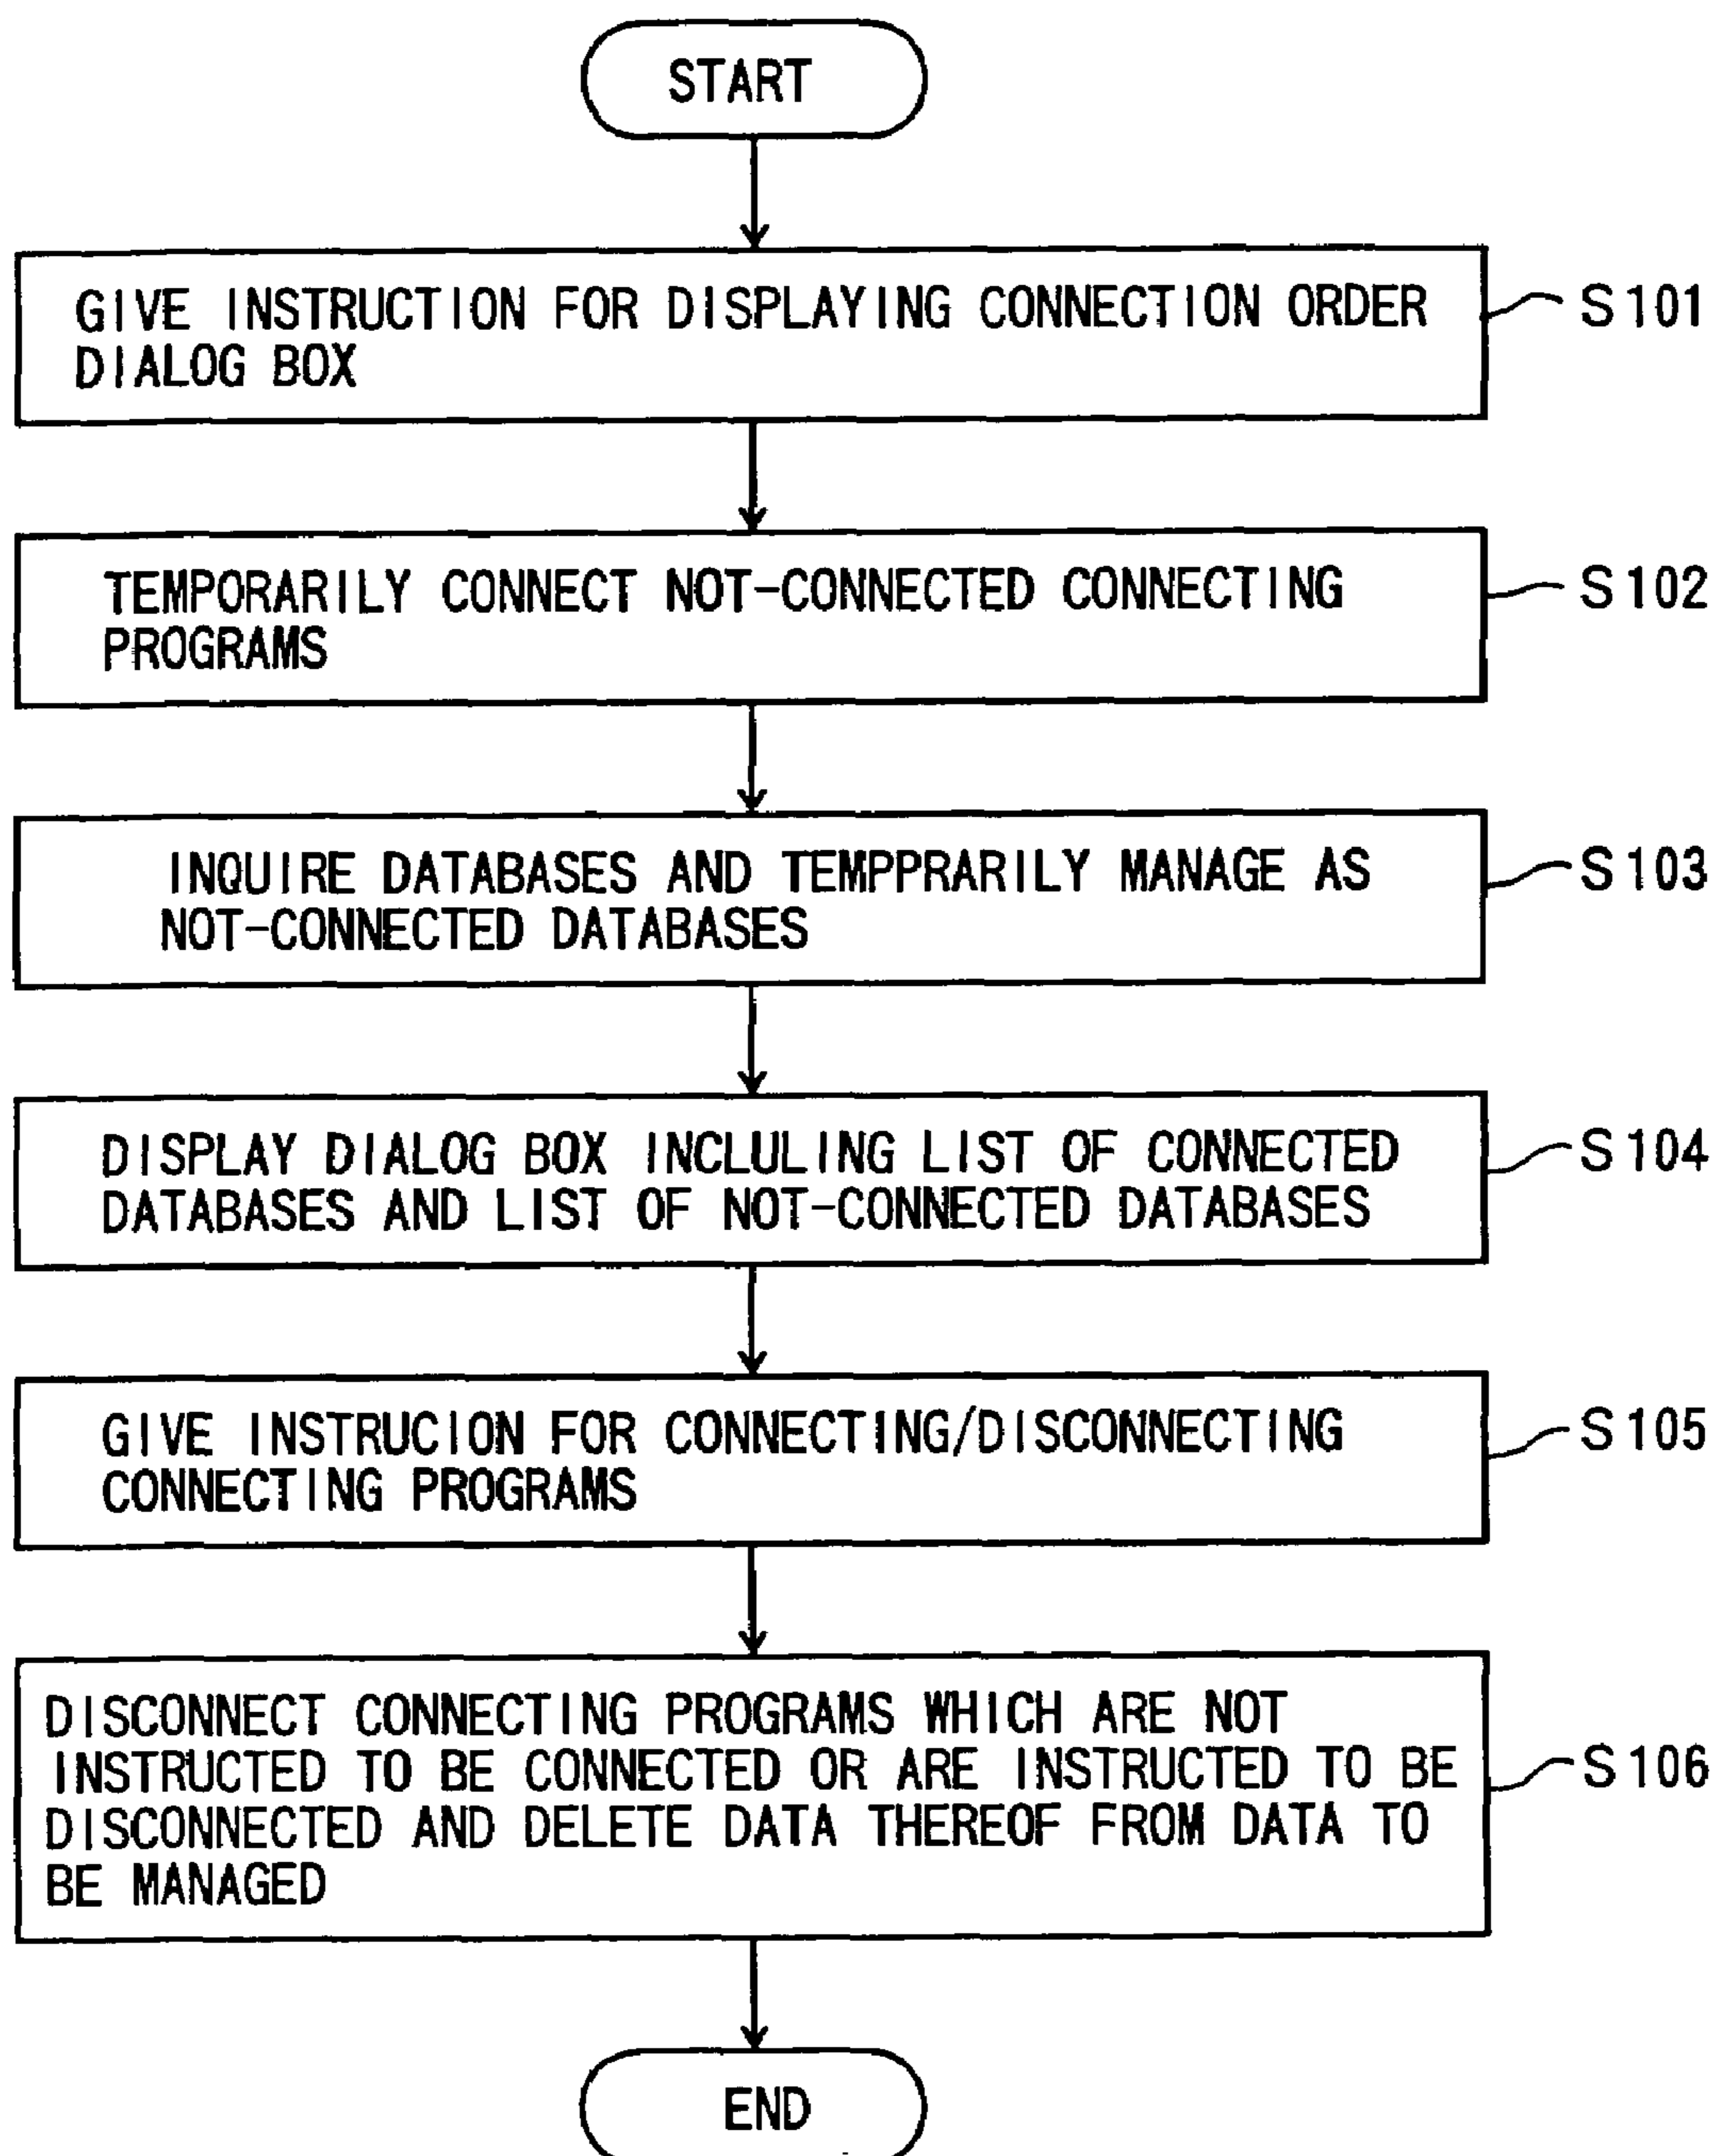 START
GIVE INSTRUCTION FOR DISPLAYING CONNECTION ORDER
DIALOG BOX
S101
TEMPORARILY CONNECT NOT-CONNECTED CONNECTING
PROGRAMS
S102
INQUIRE DATABASES AND TEMPPRARILY MANAGE AS
NOT-CONNECTED DATABASES
S103
DISPLAY DIALOG BOX INCLULING LIST OF CONNECTED
DATABASES AND LIST OF NOT-CONNECTED DATABASES
S104
GIVE INSTRUCION FOR CONNECTING/DISCONNECTING
CONNECTING PROGRAMS
S105
DISCONNECT CONNECTING PROGRAMS WHICH ARE NOT
INSTRUCTED TO BE CONNECTED OR ARE INSTRUCTED TO BE
DISCONNECTED AND DELETE DATA THEREOF FROM DATA TO
BE MANAGED
S106
END